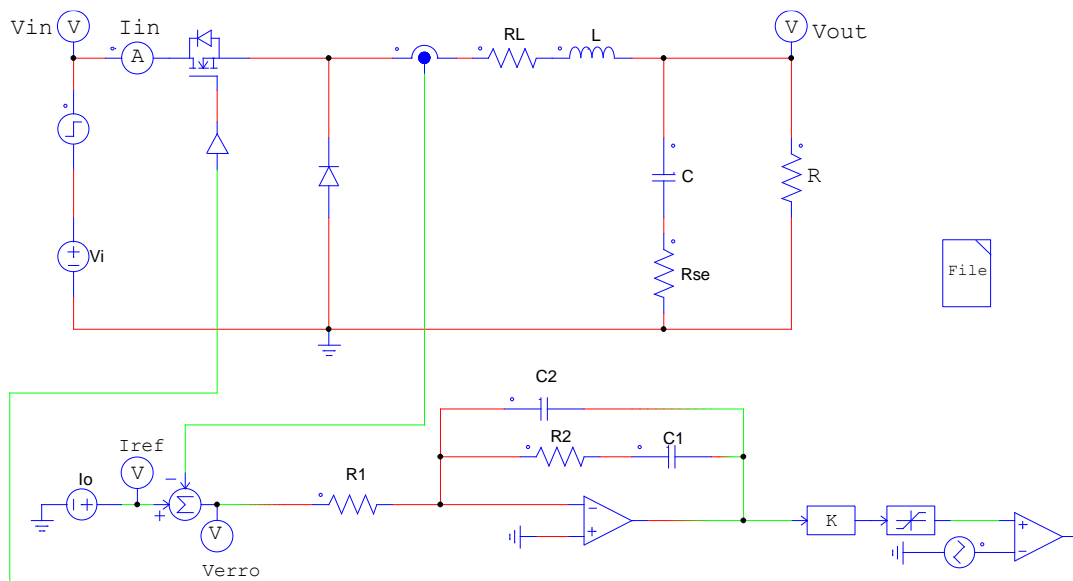 Vin
V
Iin
A
RL
L
V
Vout
C
R
Vi
Rse
File
C2
Iref
V
R2
C1
Io
R1
Σ
V
K
Verro